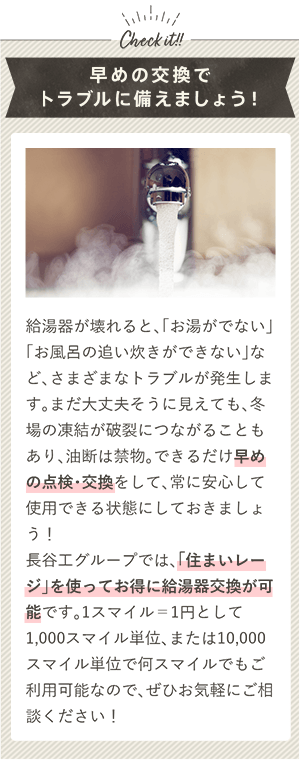 Check it!!
早めの交換で
トラブルに備えましょう！
給湯器が壊れると、「お湯がでない」
「お風呂の追い炊きができない」な
ど、さまざまなトラブルが発生しま
す。まだ大丈夫そうに見えても、冬
場の凍結が破裂につながることも
あり、油断は禁物。できるだけ早め
の点検・交換をして、常に安心して
使用できる状態にしておきましょ
う！
長谷工グループでは、「住まいレー
ジ」を使ってお得に給湯器交換が可
能です。1スマイル＝1円として
1,000スマイル単位、または10,000
スマイル単位で何スマイルでもご
利用可能なので、ぜひお気軽にご相
談ください！